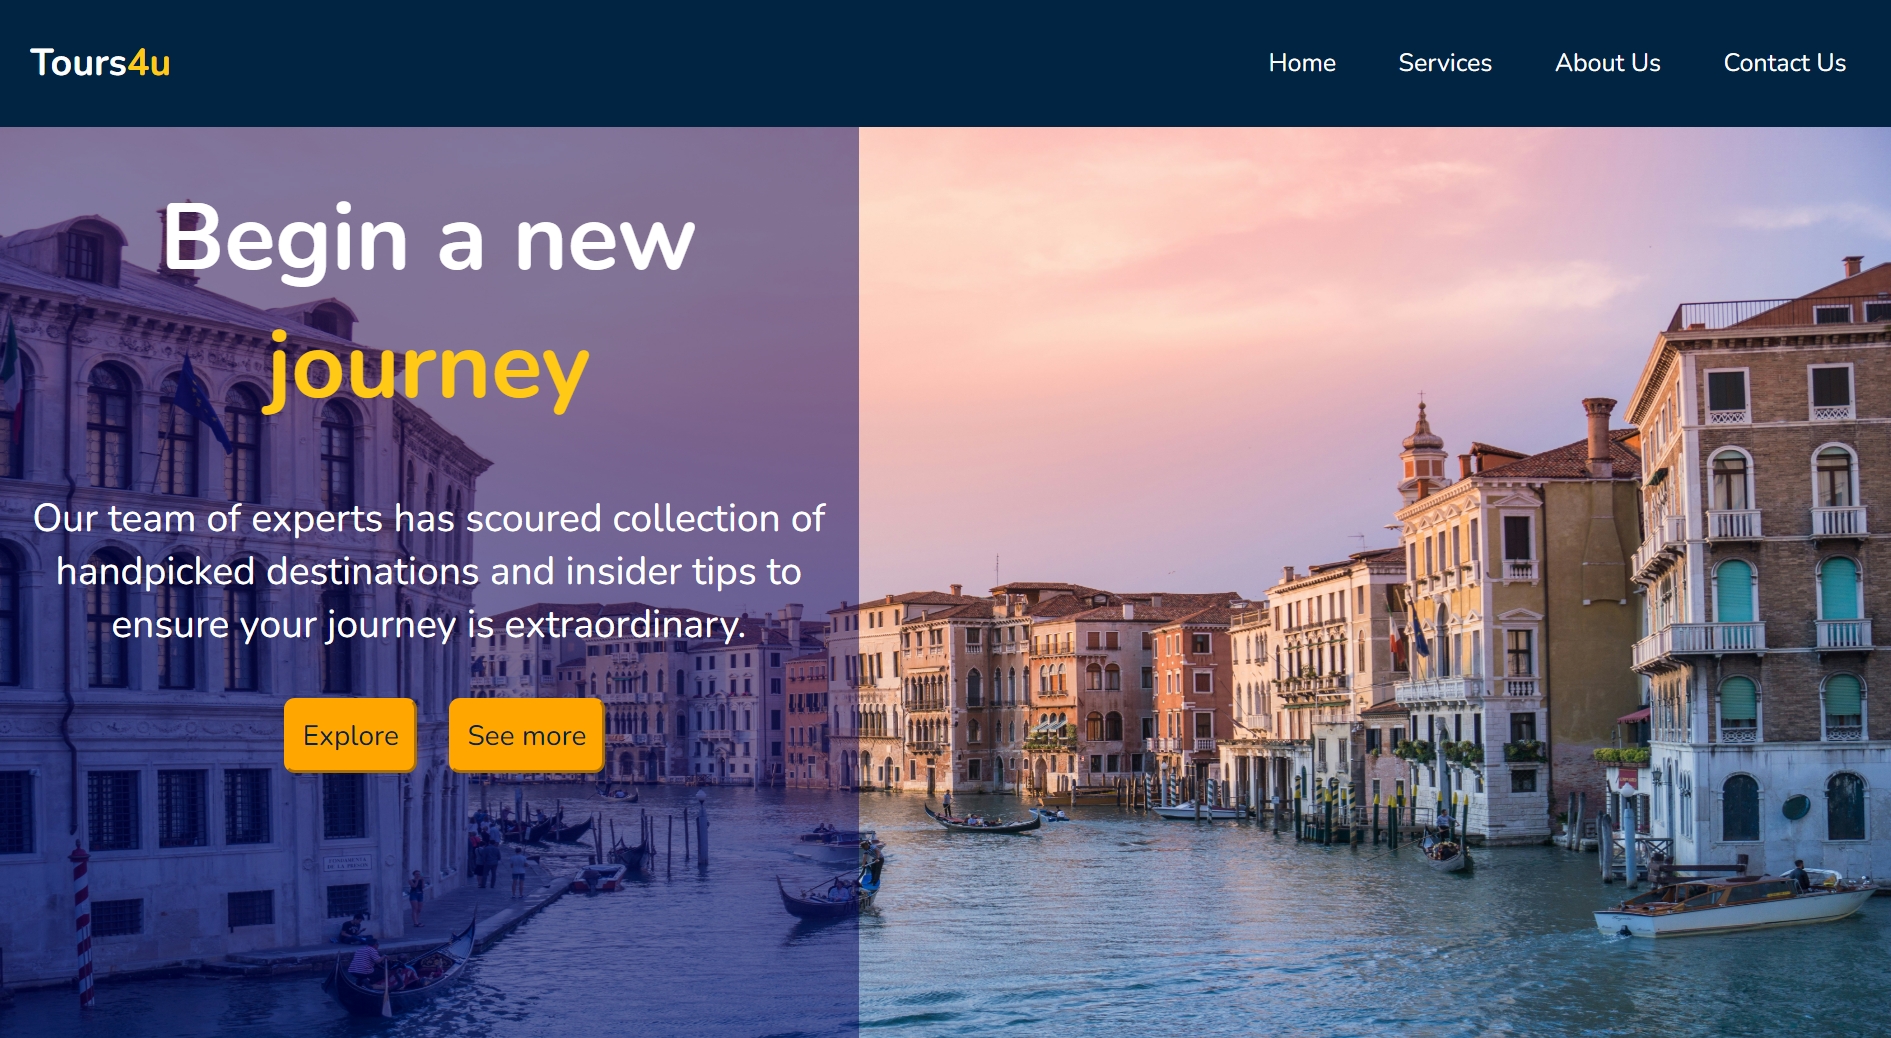 Tours4u
Home Services About Us Contact Us
Begin a new
journey
Our team of experts has scoured collection of
handpicked destinations and insider tips to
ensure your journey is extraordinary.
Explore See more